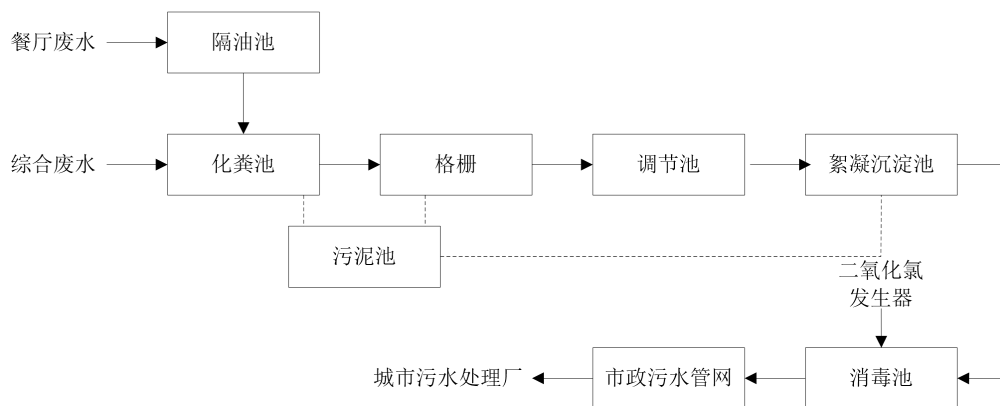 餐厅废水
隔油池
综合废水
化粪池
格栅
调节池
絮凝沉淀池
污泥池
二氧化氯
发生器
城市污水处理厂
市政污水管网
消毒池